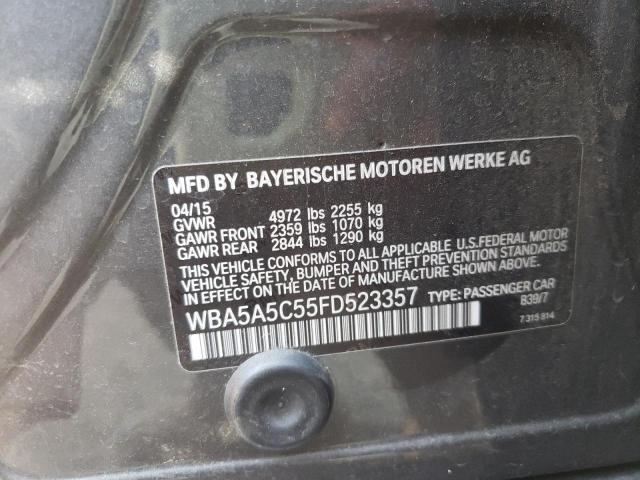 MFD BY BAYERISCHE MOTOREN WERKE AG
04/15
GVWR 4972 lbs 2255 kg
GAWR FRONT 2359 lbs 1070 kg
GAWR REAR 2844 lbs 1290 kg
THIS VEHICLE CONFORMS TO ALL APPLICABLE U.S.FEDERAL MOTOR
VEHICLE SAFETY, BUMPER AND THEFT PREVENTION STANDARDS
IN EFFECT ON THE DATE OF MANUFACTURE SHOWN ABOVE.
WBA5A5C55FD523357 TYPE: PASSENGER CAR
B39/7
7 315 814